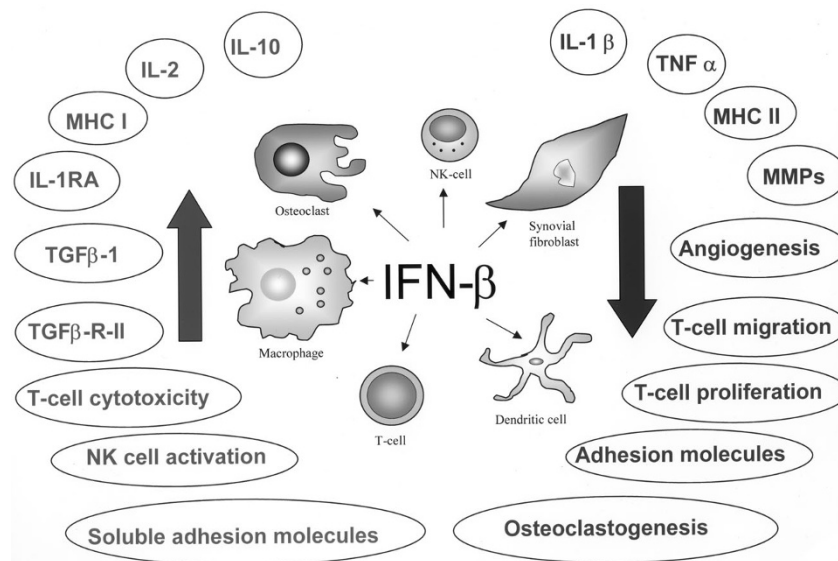 IL-10
IL-2
MHC I
IL-1RA
TGFβ-1
TGFβ-R-II
T-cell cytotoxicity
NK cell activation
Soluble adhesion molecules
Osteoclast
NK-cell
Synovial
fibroblast
Macrophage
IFN-β
T-cell
Dendritic cell
IL-1 β
TNF α
MHC II
MMPs
Angiogenesis
T-cell migration
T-cell proliferation
Adhesion molecules
Osteoclastogenesis